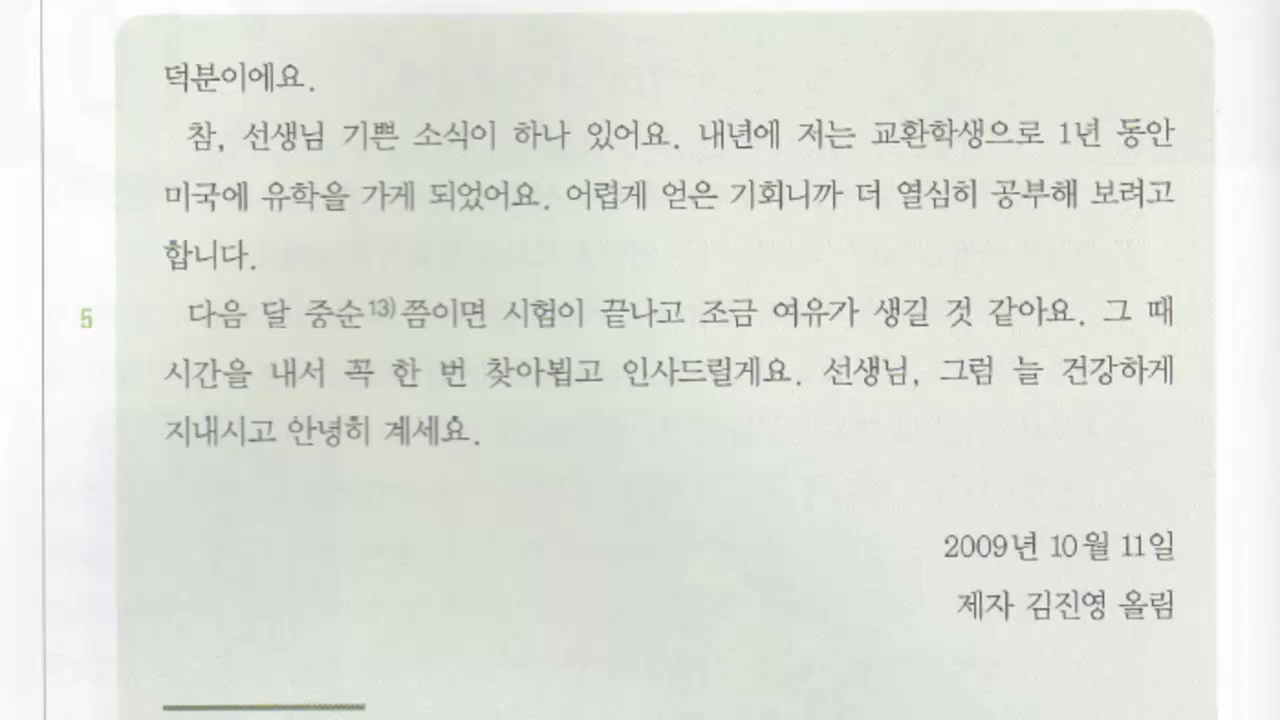 덕분이에요.
참, 선생님 기쁜 소식이 하나 있어요. 내년에 저는 교환학생으로 1년 동안
미국에 유학을 가게 되었어요. 어렵게 얻은 기회니까 더 열심히 공부해 보려고
합니다.
5 다음 달 중순13)쯤이면 시험이 끝나고 조금 여유가 생길 것 같아요. 그 때
시간을 내서 꼭 한 번 찾아뵙고 인사드릴게요. 선생님, 그럼 늘 건강하게
지내시고 안녕히 계세요.
2009년 10월 11일
제자 김진영 올림